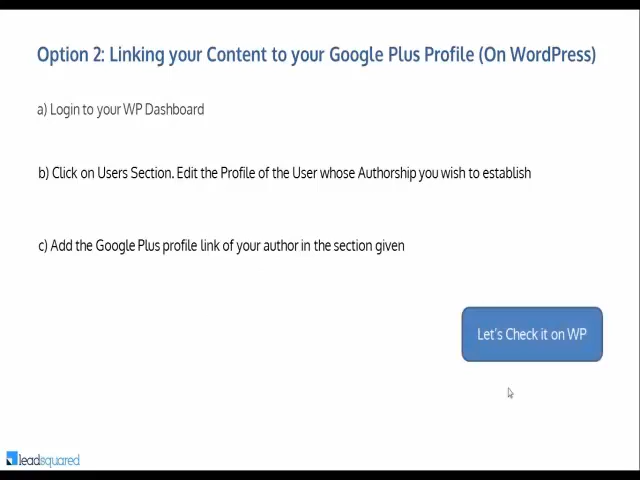 Option 2: Linking your Content to your Google Plus Profile (On WordPress)
a) Login to your WP Dashboard
b) Click on Users Section. Edit the Profile of the User whose Authorship you wish to establish
c) Add the Google Plus profile link of your author in the section given
Let's Check it on WP
leadsquared